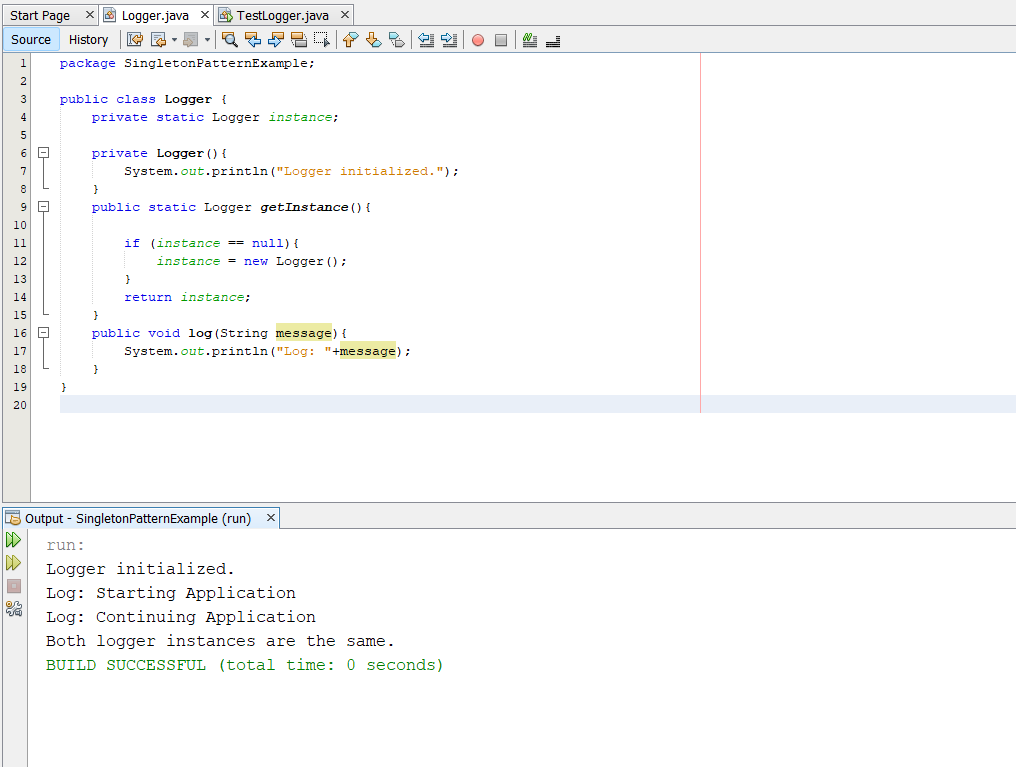 Start Page Logger.java TestLogger.java
Source History
1 package SingletonPatternExample;
2
3 public class Logger {
4 private static Logger instance;
5
6 private Logger(){
7 System.out.println("Logger initialized.");
8 }
9 public static Logger getInstance(){
10
11 if (instance == null){
12 instance = new Logger();
13 }
14 return instance;
15 }
16 public void log(String message){
17 System.out.println("Log: "+message);
18 }
19 }
20
Output - SingletonPatternExample (run)
run:
Logger initialized.
Log: Starting Application
Log: Continuing Application
Both logger instances are the same.
BUILD SUCCESSFUL (total time: 0 seconds)